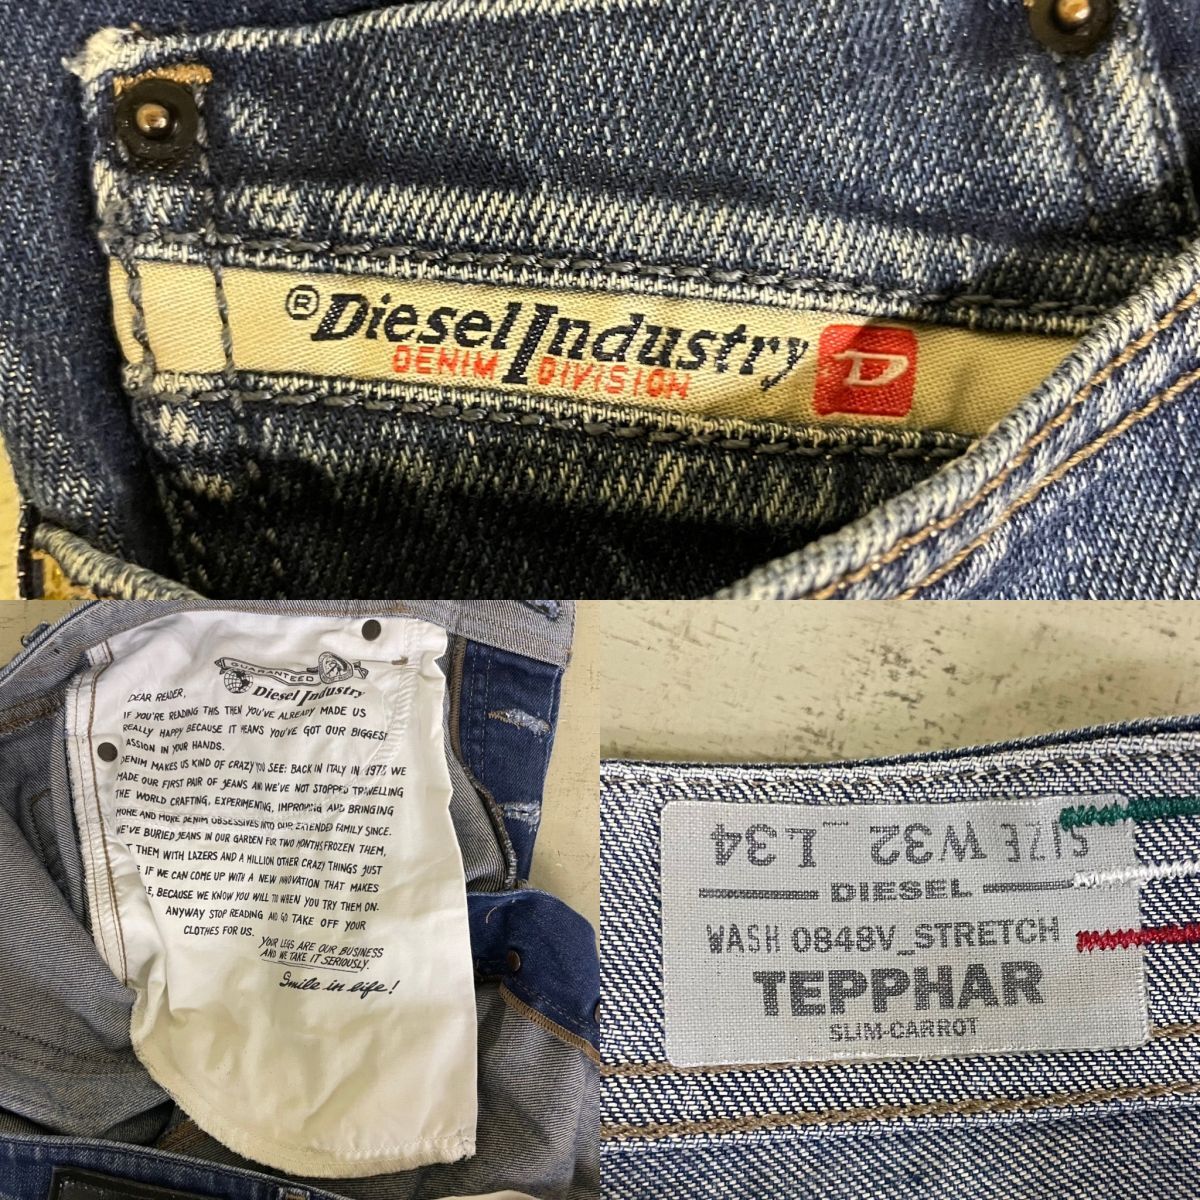 ® Diesel Industry
DENIM DIVISION
D
GUARANTEED
Diesel Industry
DEAR READER,
IF YOU'RE READING THIS THEN YOU'VE ALREADY MADE US
REALLY HAPPY BECAUSE IT MEANS YOU'VE GOT OUR BIGGEST
ASSION IN YOUR HANDS.
DENIM MAKES US KIND OF CRAZY YOU SEE: BACK IN ITALY IN 1978 WE
MADE OUR FIRST PAIR OF JEANS AN WE'VE NOT STOPPED TRAVELLING
THE WORLD CRAFTING, EXPERIMENTING, IMPROVING AND BRINGING
MORE AND MORE DENIM OBSESSIVES INTO OUR EXTENDED FAMILY SINCE.
WE'VE BURIED JEANS IN OUR GARDEN FOR TWO MONTHS FROZEN THEM,
T THEM WITH LAZERS AND A MILLION OTHER CRAZY THINGS JUST
E IF WE CAN COME UP WITH A NEW INNOVATION THAT MAKES
LE, BECAUSE WE KNOW YOU WILL TO WHEN YOU TRY THEM ON.
ANYWAY STOP READING AND GO TAKE OFF YOUR
CLOTHES FOR US.
YOUR LEGS ARE OUR BUSINESS
AND WE TAKE IT SERIOUSLY.
Smile in life!
SIZE W32_L34
DIESEL
WASH 0848V_STRETCH
TEPPHAR
SLIM-CARROT